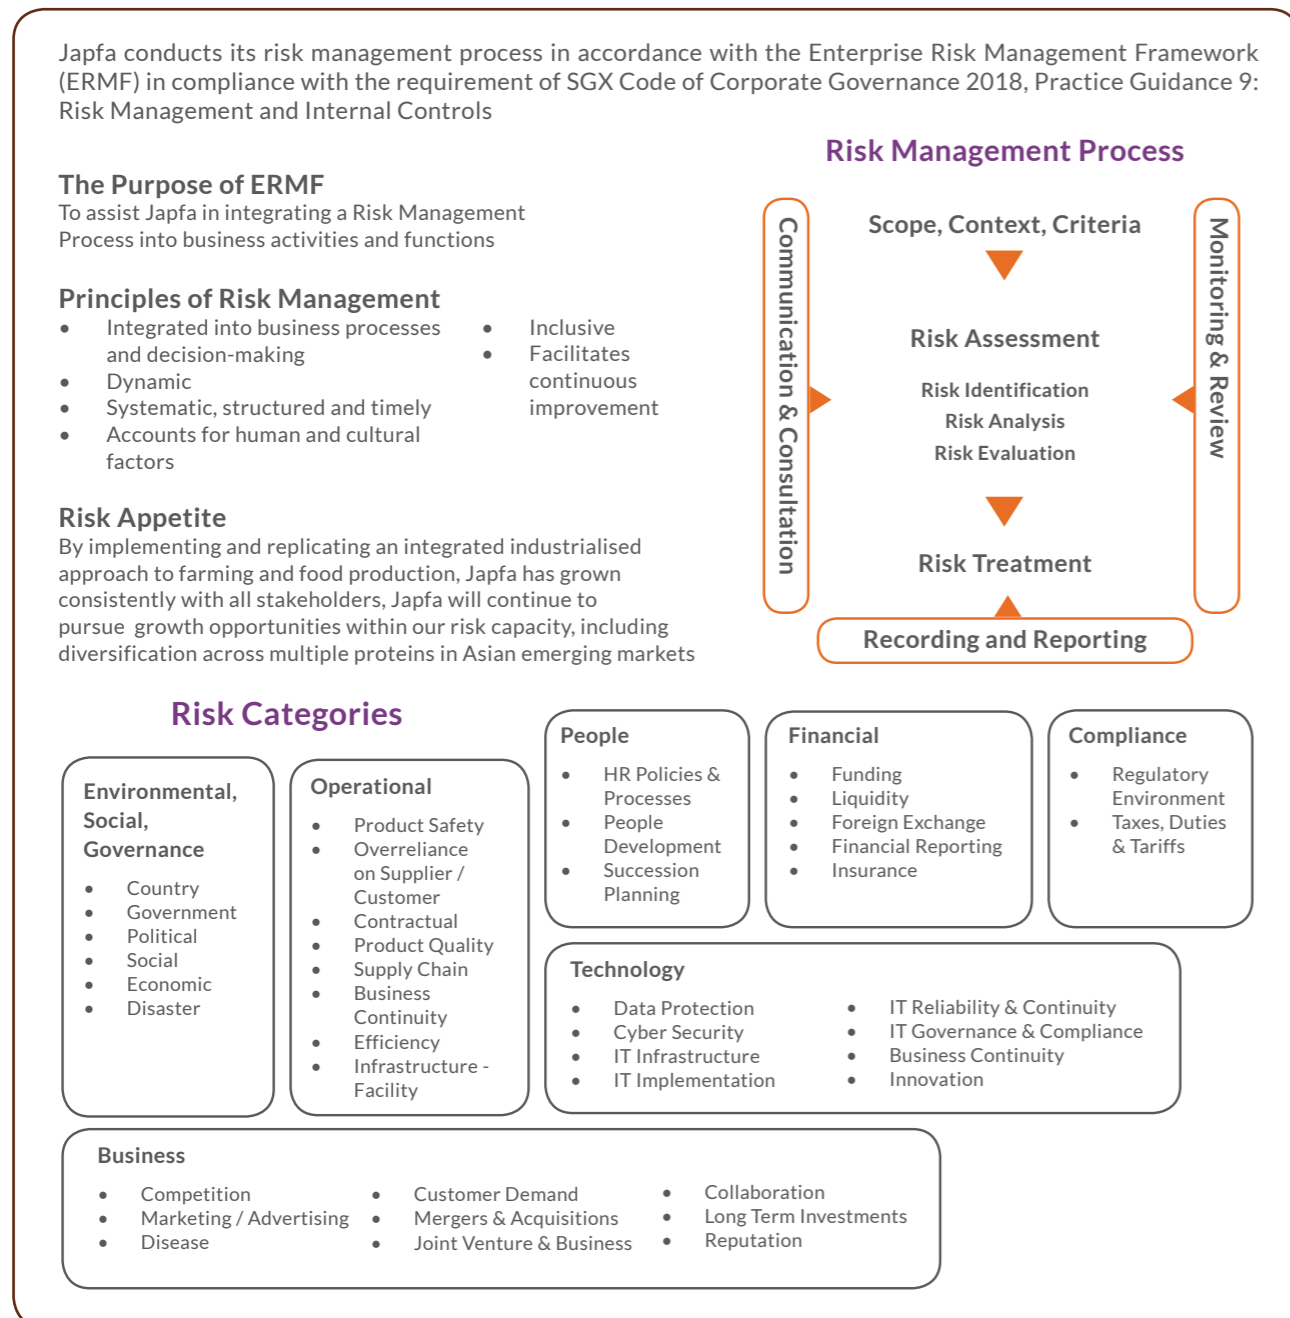 Japfa conducts its risk management process in accordance with the Enterprise Risk Management Framework
(ERMF) in compliance with the requirement of SGX Code of Corporate Governance 2018, Practice Guidance 9:
Risk Management and Internal Controls
The Purpose of ERMF
To assist Japfa in integrating a Risk Management
Process into business activities and functions
Principles of Risk Management
• Integrated into business processes
and decision-making
• Dynamic
• Systematic, structured and timely
• Accounts for human and cultural
factors
• Inclusive
• Facilitates
continuous
improvement
Risk Appetite
By implementing and replicating an integrated industrialised
approach to farming and food production, Japfa has grown
consistently with all stakeholders, Japfa will continue to
pursue growth opportunities within our risk capacity, including
diversification across multiple proteins in Asian emerging markets
Risk Management Process
Communication & Consultation
Scope, Context, Criteria
Risk Assessment
Risk Identification
Risk Analysis
Risk Evaluation
Risk Treatment
Monitoring & Review
Recording and Reporting
Risk Categories
Environmental,
Social,
Governance
• Country
• Government
• Political
• Social
• Economic
• Disaster
Operational
• Product Safety
• Overreliance
on Supplier /
Customer
• Contractual
• Product Quality
• Supply Chain
• Business
Continuity
• Efficiency
• Infrastructure -
Facility
People
• HR Policies &
Processes
• People
Development
• Succession
Planning
Financial
• Funding
• Liquidity
• Foreign Exchange
• Financial Reporting
• Insurance
Compliance
• Regulatory
Environment
• Taxes, Duties
& Tariffs
Technology
• Data Protection
• Cyber Security
• IT Infrastructure
• IT Implementation
• IT Reliability & Continuity
• IT Governance & Compliance
• Business Continuity
• Innovation
Business
• Competition
• Marketing / Advertising
• Disease
• Customer Demand
• Mergers & Acquisitions
• Joint Venture & Business
• Collaboration
• Long Term Investments
• Reputation